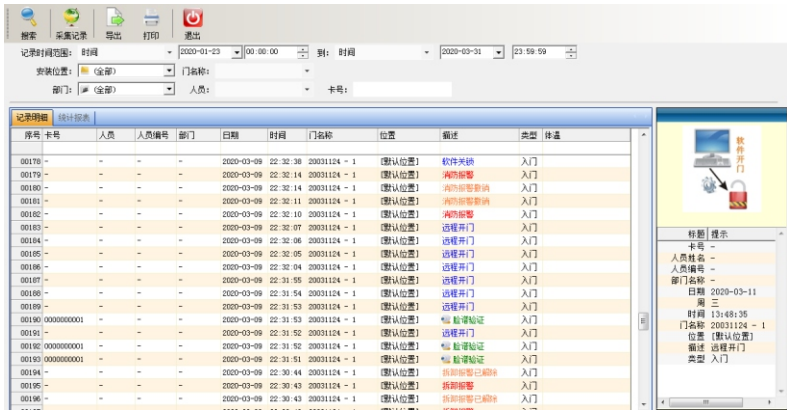 搜索 采集记录 导出 打印 退出
记录时间范围: 时间 2020-01-23 00:00:00 到: 时间 2020-03-31 23:59:59
安装位置: (全部) 门名称:
部门: (全部) 人员: 卡号:
记录明细 统计报表
序号 卡号 人员 人员编号 部门 日期 时间 门名称 位置 描述 类型 体温
00178 - - - - 2020-03-09 22:32:38 20031124 - 1 [默认位置] 软件关锁 入门
00179 - - - - 2020-03-09 22:32:14 20031124 - 1 [默认位置] 消防报警 入门
00180 - - - - 2020-03-09 22:32:14 20031124 - 1 [默认位置] 消防报警撤消 入门
00181 - - - - 2020-03-09 22:32:11 20031124 - 1 [默认位置] 消防报警撤消 入门
00182 - - - - 2020-03-09 22:32:10 20031124 - 1 [默认位置] 消防报警 入门
00183 - - - - 2020-03-09 22:32:07 20031124 - 1 [默认位置] 远程开门 入门
00184 - - - - 2020-03-09 22:32:06 20031124 - 1 [默认位置] 远程开门 入门
00185 - - - - 2020-03-09 22:32:05 20031124 - 1 [默认位置] 远程开门 入门
00186 - - - - 2020-03-09 22:32:04 20031124 - 1 [默认位置] 远程开门 入门
00187 - - - - 2020-03-09 22:31:55 20031124 - 1 [默认位置] 远程开门 入门
00188 - - - - 2020-03-09 22:31:54 20031124 - 1 [默认位置] 远程开门 入门
00189 - - - - 2020-03-09 22:31:53 20031124 - 1 [默认位置] 远程开门 入门
00190 0000000001 - - - 2020-03-09 22:31:53 20031124 - 1 [默认位置] 脸谱验证 入门
00191 - - - - 2020-03-09 22:31:52 20031124 - 1 [默认位置] 远程开门 入门
00192 0000000001 - - - 2020-03-09 22:31:52 20031124 - 1 [默认位置] 脸谱验证 入门
00193 0000000001 - - - 2020-03-09 22:31:51 20031124 - 1 [默认位置] 脸谱验证 入门
00194 - - - - 2020-03-09 22:30:44 20031124 - 1 [默认位置] 拆卸报警已解除 入门
00195 - - - - 2020-03-09 22:30:43 20031124 - 1 [默认位置] 拆卸报警 入门
00196 - - - - 2020-03-09 22:30:43 20031124 - 1 [默认位置] 拆卸报警已解除 入门
软件开门
标题 提示
卡号 -
人员姓名 -
人员编号 -
部门名称 -
日期 2020-03-11
周 三
时间 13:48:35
门名称 20031124 - 1
位置 [默认位置]
描述 远程开门
类型 入门